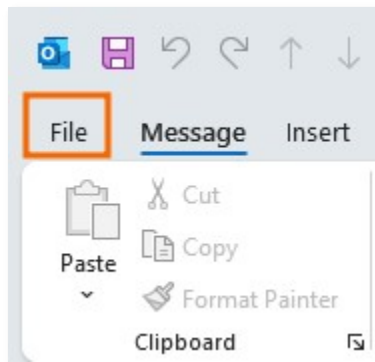 File Message Insert
Cut
Copy
Paste
Format Painter
Clipboard